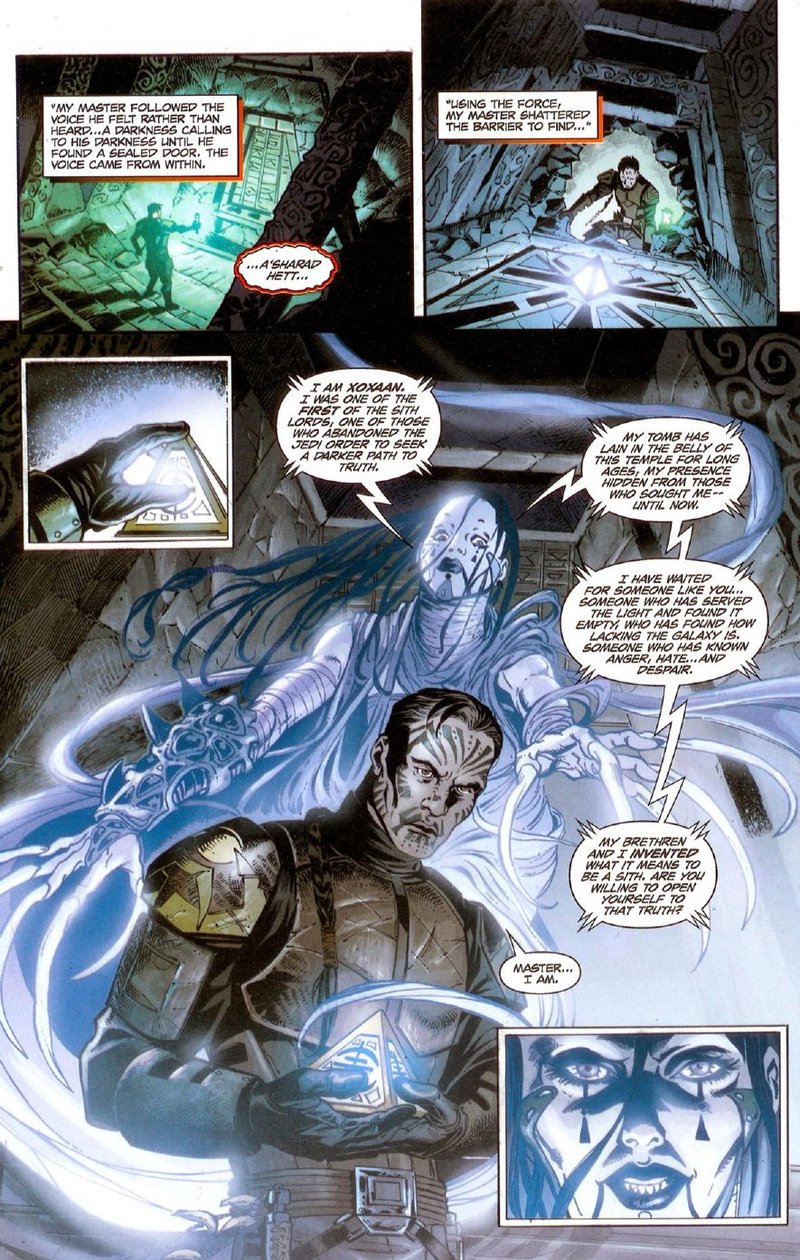 "MY MASTER FOLLOWED THE
VOICE HE FELT RATHER THAN
HEARD...A DARKNESS CALLING
TO HIS DARKNESS UNTIL HE
FOUND A SEALED DOOR. THE
VOICE CAME FROM WITHIN.
...A'SHARAD
HETT...
"USING THE FORCE,
MY MASTER SHATTERED
THE BARRIER TO FIND..."
I AM XOXAAN.
I WAS ONE OF THE
FIRST OF THE SITH
LORDS, ONE OF THOSE
WHO ABANDONED THE
JEDI ORDER TO SEEK
A DARKER PATH TO
TRUTH.
MY TOMB HAS
LAIN IN THE BELLY OF
THIS TEMPLE FOR LONG
AGES, MY PRESENCE
HIDDEN FROM THOSE
WHO SOUGHT ME--
UNTIL NOW.
I HAVE WAITED
FOR SOMEONE LIKE YOU...
SOMEONE WHO HAS SERVED
THE LIGHT AND FOUND IT
EMPTY, WHO HAS FOUND HOW
LACKING THE GALAXY IS.
SOMEONE WHO HAS KNOWN
ANGER, HATE...AND
DESPAIR.
MY BRETHREN
AND I INVENTED
WHAT IT MEANS TO
BE A SITH. ARE YOU
WILLING TO OPEN
YOURSELF TO
THAT TRUTH?
MASTER...
I AM.